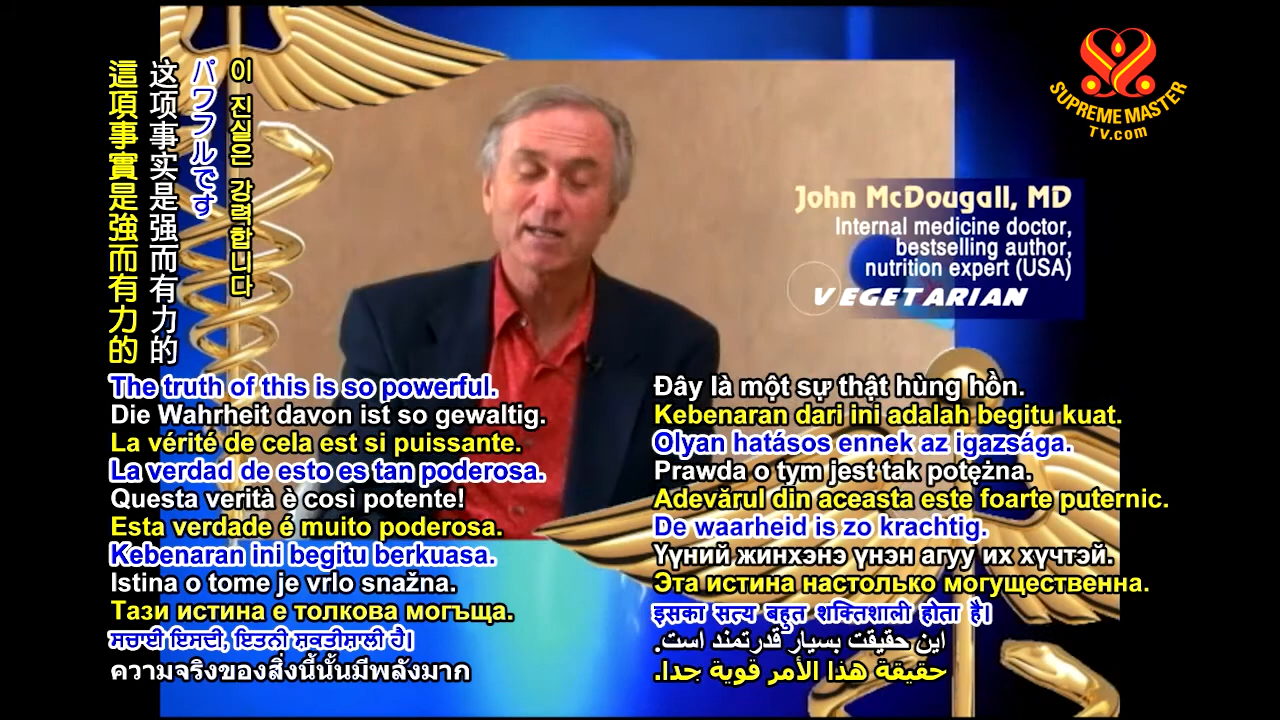 這項事實是強而有力的
这项事实是强而有力的
パワフルです
이 진실은 강력합니다
SUPREME MASTER
TV.com
John McDougall, MD
Internal medicine doctor,
bestselling author,
nutrition expert (USA)
VEGETARIAN
The truth of this is so powerful.
Die Wahrheit davon ist so gewaltig.
La vérité de cela est si puissante.
La verdad de esto es tan poderosa.
Questa verità è così potente!
Esta verdade é muito poderosa.
Kebenaran ini begitu berkuasa.
Istina o tome je vrlo snažna.
Тази истина е толкова могъща.
ਸਚਾਈ ਇਸਦੀ, ਇਤਨੀ ਸ਼ਕਤੀਸ਼ਾਲੀ ਹੈ।
ความจริงของสิ่งนี้นั้นมีพลังมาก
Đây là một sự thật hùng hồn.
Kebenaran dari ini adalah begitu kuat.
Olyan hatásos ennek az igazsága.
Prawda o tym jest tak potężna.
Adevărul din aceasta este foarte puternic.
De waarheid is zo krachtig.
Үүний жинхэнэ үнэн агуу их хүчтэй.
Эта истина настолько могущественна.
इसका सत्य बहुत शक्तिशाली होता है।
این حقیقت بسیار قدرتمند است.
حقيقة هذا الأمر قوية جدا.